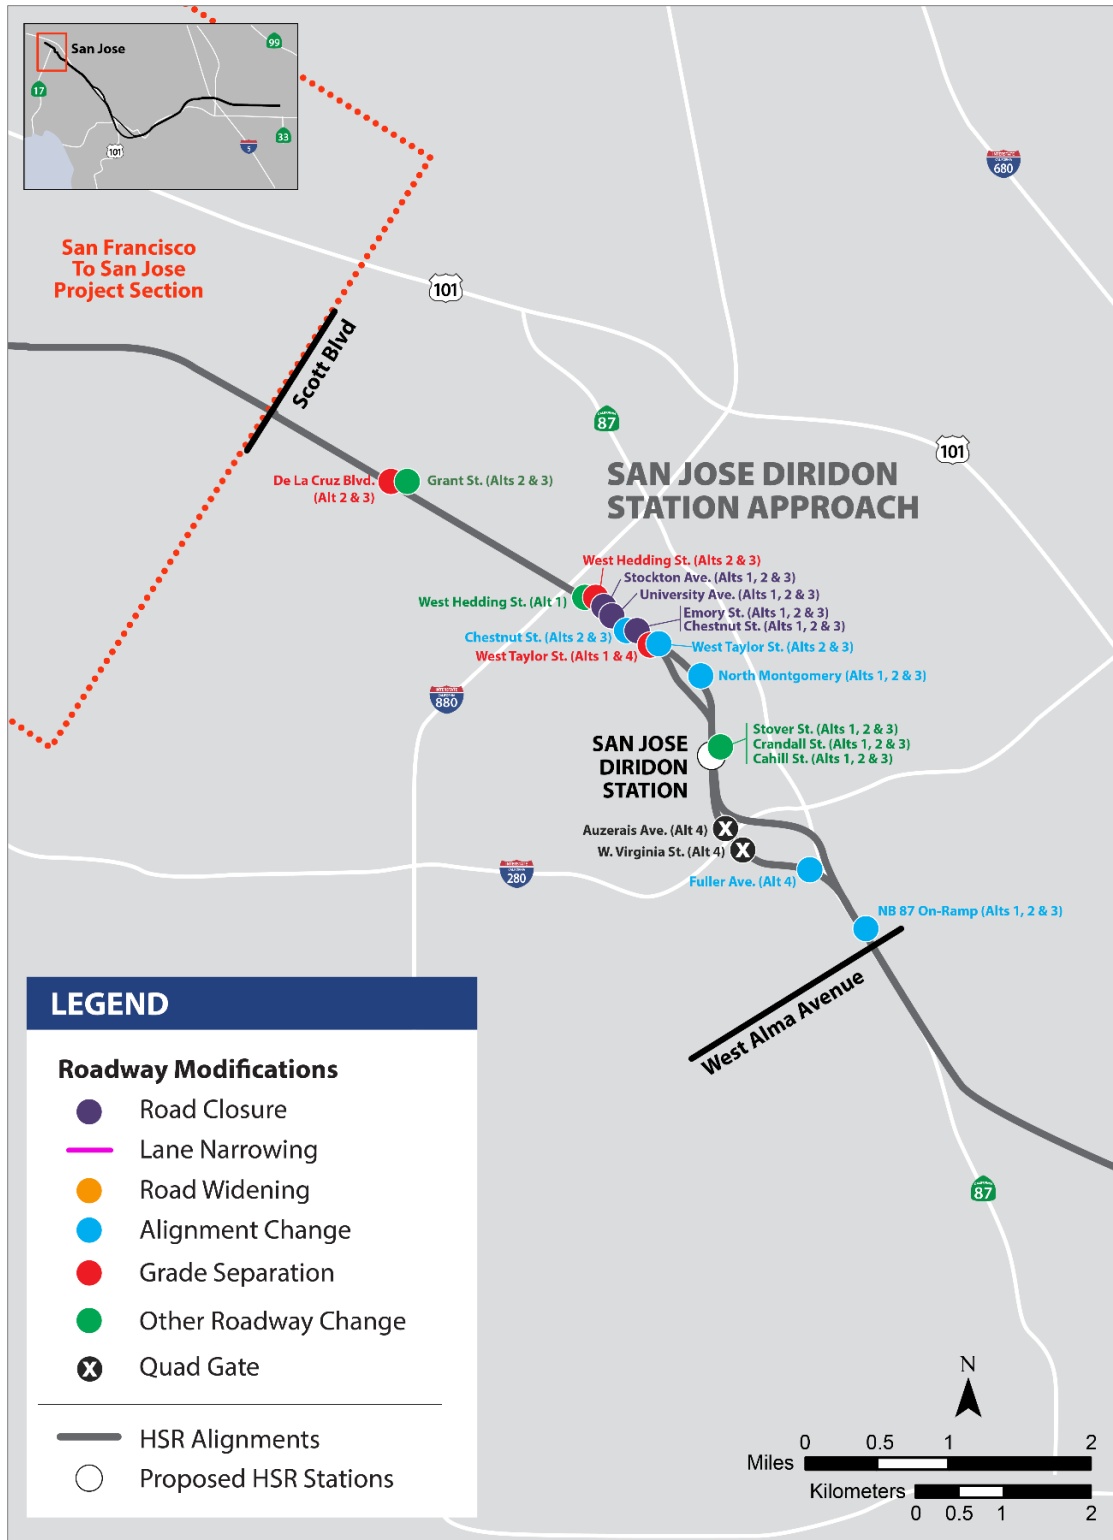 San Jose
99
17
101
5
33
680
San Francisco
To San Jose
Project Section
101
Scott Blvd
87
101
SAN JOSE DIRIDON
STATION APPROACH
De La Cruz Blvd.
(Alt 2 & 3)
Grant St. (Alts 2 & 3)
West Hedding St. (Alts 2 & 3)
Stockton Ave. (Alts 1, 2 & 3)
University Ave. (Alts 1, 2 & 3)
West Hedding St. (Alt 1)
Emory St. (Alts 1, 2 & 3)
Chestnut St. (Alts 1, 2 & 3)
Chestnut St. (Alts 2 & 3)
West Taylor St. (Alts 2 & 3)
West Taylor St. (Alts 1 & 4)
North Montgomery (Alts 1, 2 & 3)
880
Stover St. (Alts 1, 2 & 3)
Crandall St. (Alts 1, 2 & 3)
Cahill St. (Alts 1, 2 & 3)
SAN JOSE
DIRIDON
STATION
Auzerais Ave. (Alt 4)
X
W. Virginia St. (Alt 4)
X
280
Fuller Ave. (Alt 4)
NB 87 On-Ramp (Alts 1, 2 & 3)
West Alma Avenue
87
LEGEND
Roadway Modifications
Road Closure
Lane Narrowing
Road Widening
Alignment Change
Grade Separation
Other Roadway Change
X
Quad Gate
HSR Alignments
Proposed HSR Stations
N
0 0.5 1 2
Miles
Kilometers
0 0.5 1 2